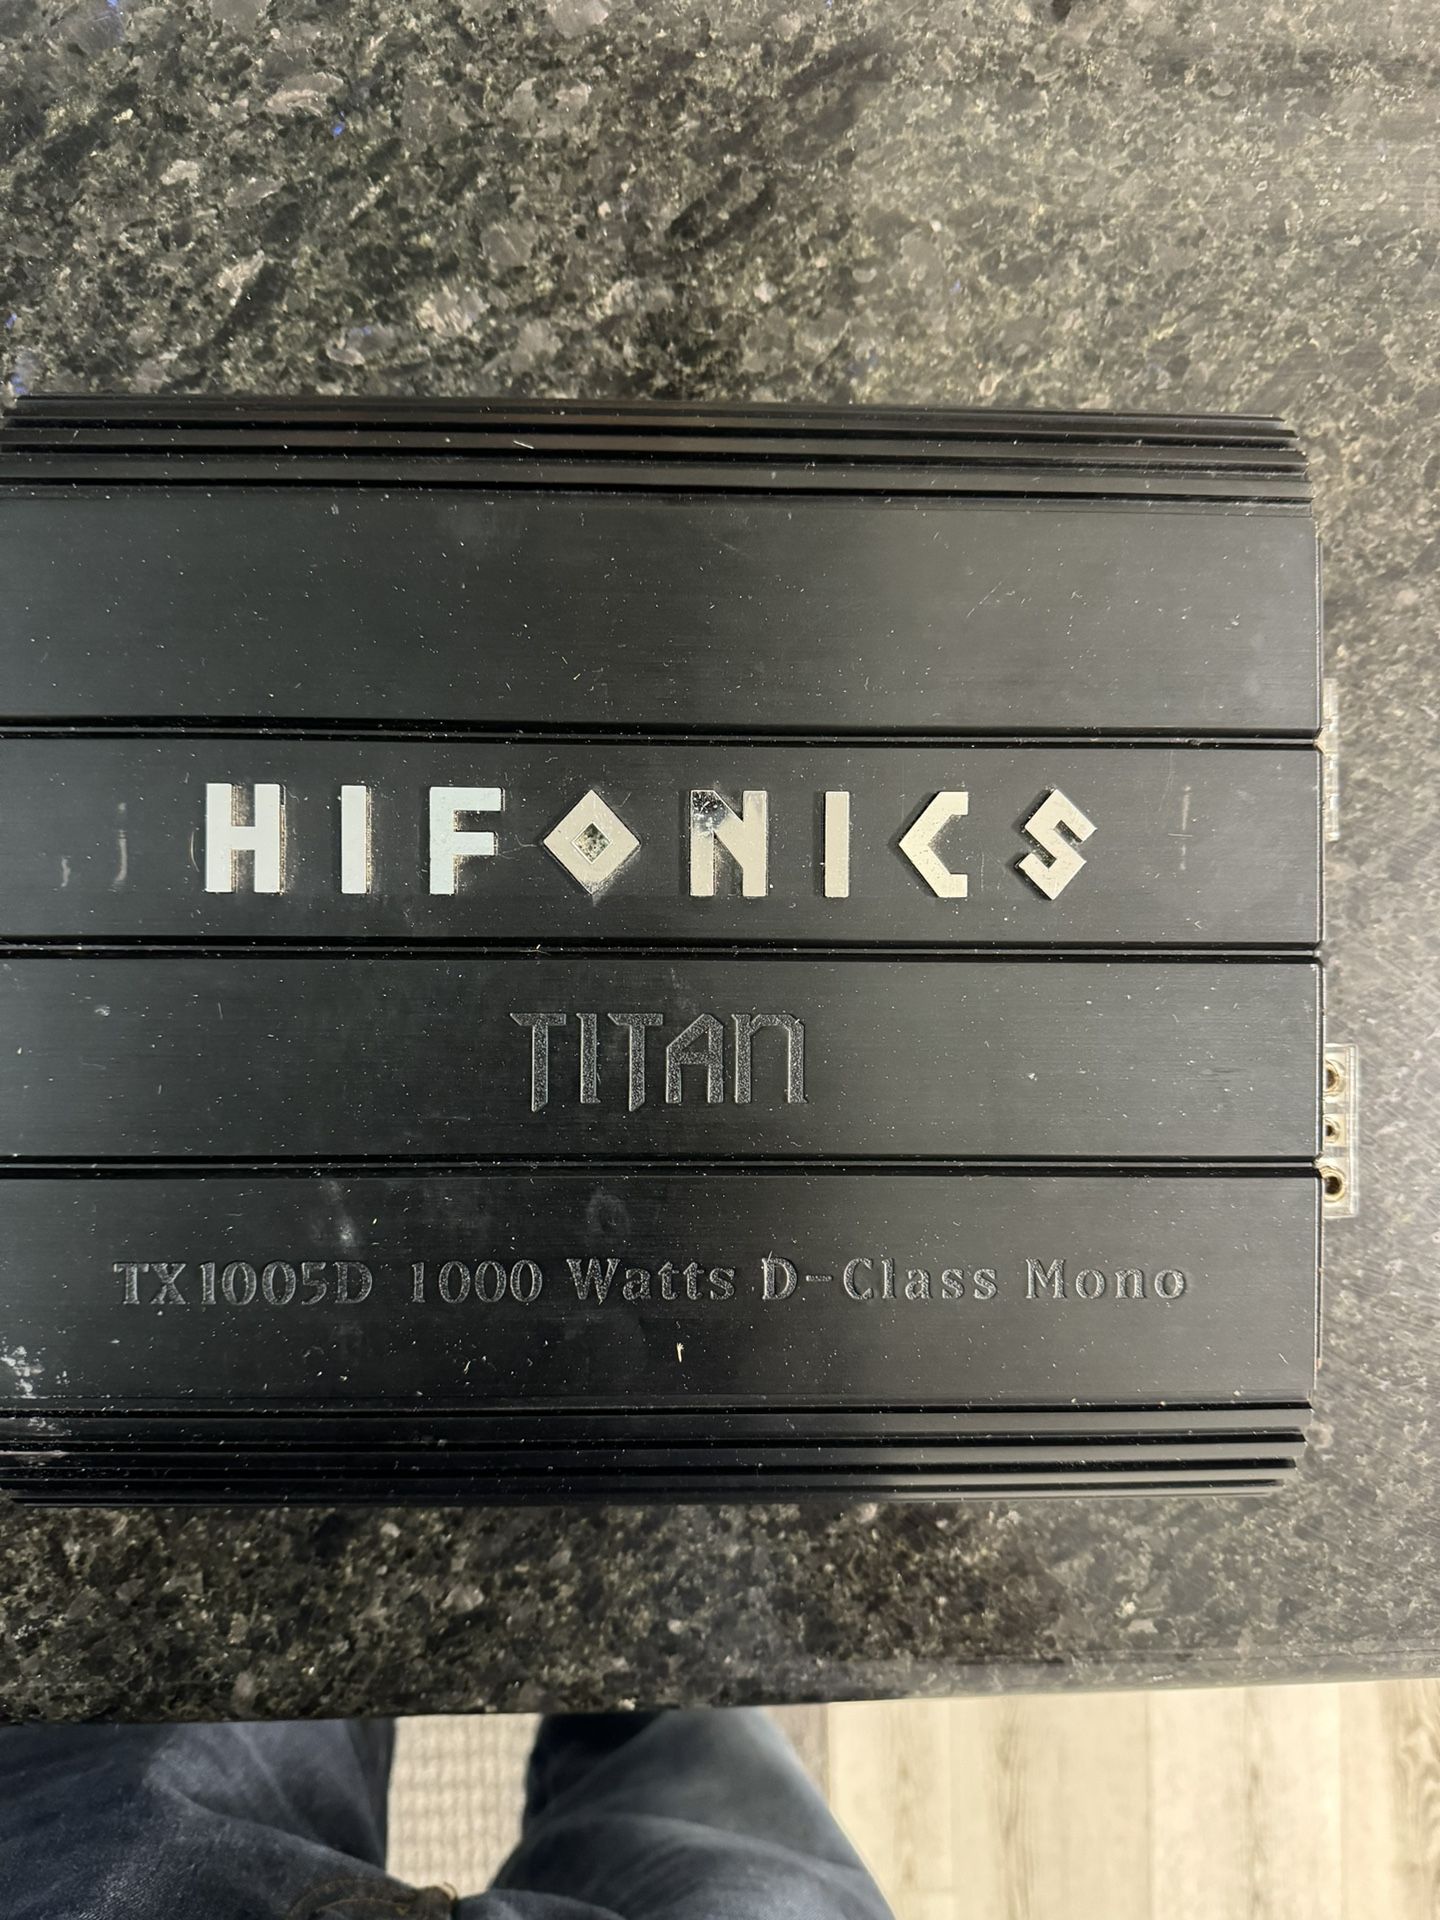 HIFONICS
TITAN
TX1005D 1000 Watts D-Class Mono